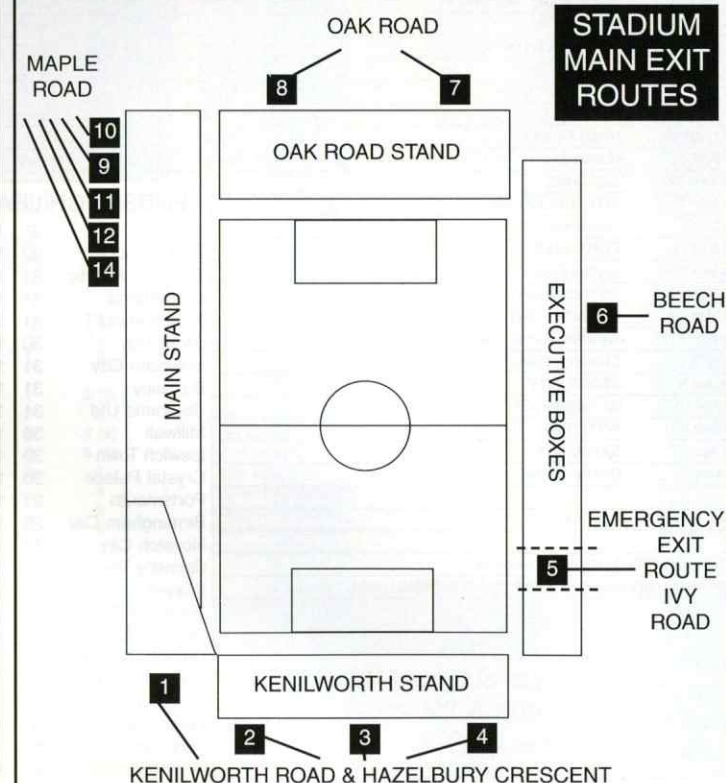 OAK ROAD
STADIUM
MAIN EXIT
ROUTES
MAPLE
ROAD
8
7
10
9
11
12
14
OAK ROAD STAND
MAIN STAND
EXECUTIVE BOXES
6
BEECH
ROAD
EMERGENCY
EXIT
5
ROUTE
IVY
ROAD
1
KENILWORTH STAND
2
3
4
KENILWORTH ROAD & HAZELBURY CRESCENT